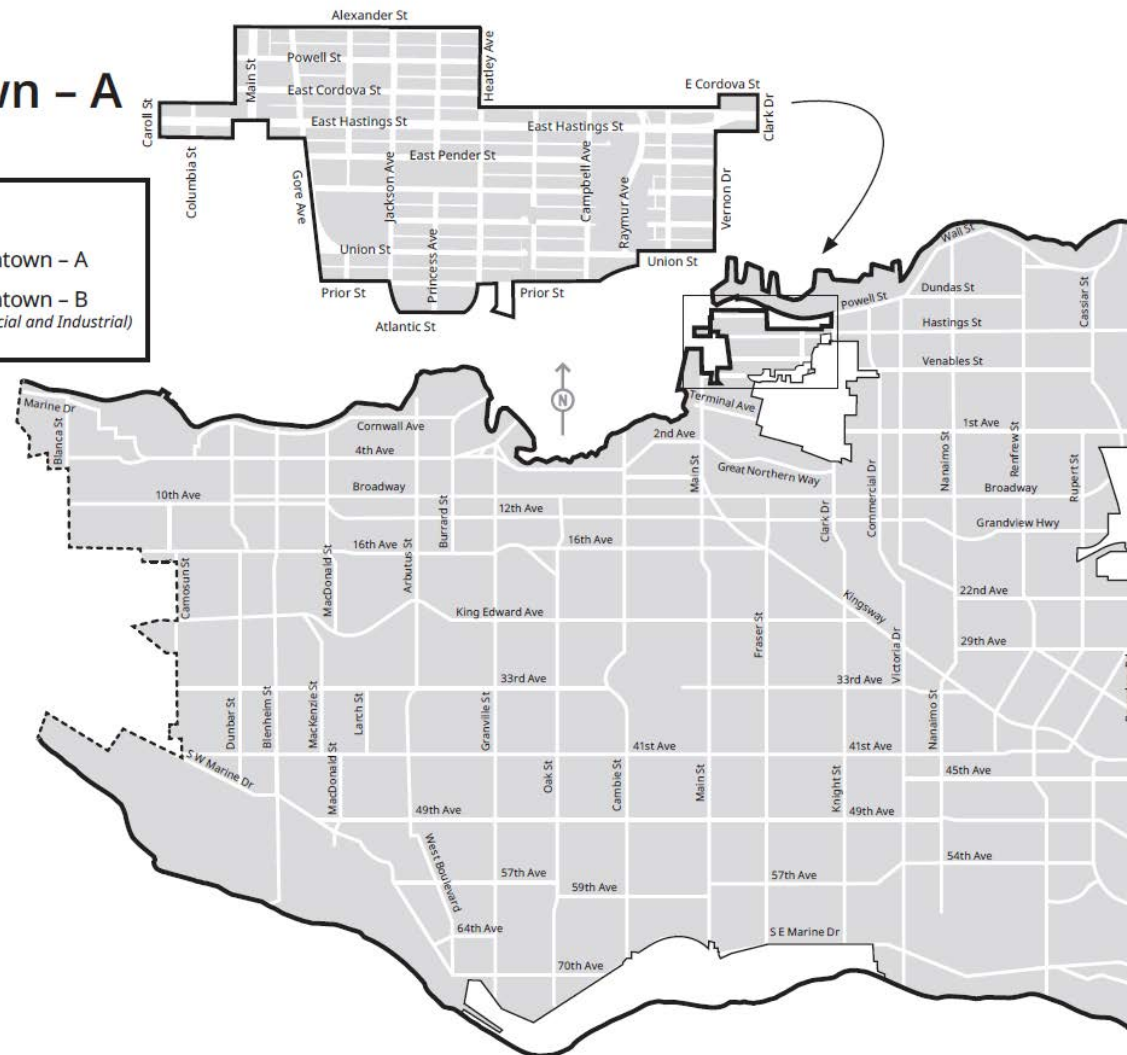 Alexander St
wn – A
Powell St
Main St
Heatley Ave
East Cordova St
E Cordova St
Caroll St
East Hastings St
East Hastings St
Clark Dr
Columbia St
East Pender St
Gore Ave
Jackson Ave
Campbell Ave
Raymur Ave
Vernon Dr
ntown – A
ntown – B
cial and Industrial)
Union St
Princess Ave
Union St
Prior St
Prior St
Atlantic St
N
Wall St
Powell St
Dundas St
Cassiar St
Hastings St
Venables St
Terminal Ave
Marine Dr
Blanca St
Cornwall Ave
4th Ave
2nd Ave
1st Ave
Main St
Great Northern Way
Nanaimo St
Renfrew St
Rupert St
10th Ave
Broadway
Broadway
Burrard St
12th Ave
Clark Dr
Commercial Dr
Grandview Hwy
16th Ave
16th Ave
Camosun St
MacDonald St
Arbutus St
King Edward Ave
Fraser St
Kingsway
22nd Ave
Victoria Dr
29th Ave
33rd Ave
33rd Ave
Dunbar St
Blenheim St
MacKenzie St
Larch St
Granville St
Nanaimo St
41st Ave
41st Ave
S W Marine Dr
MacDonald St
Oak St
Cambie St
Main St
Knight St
45th Ave
49th Ave
49th Ave
West Boulevard
54th Ave
57th Ave
57th Ave
59th Ave
64th Ave
S E Marine Dr
70th Ave